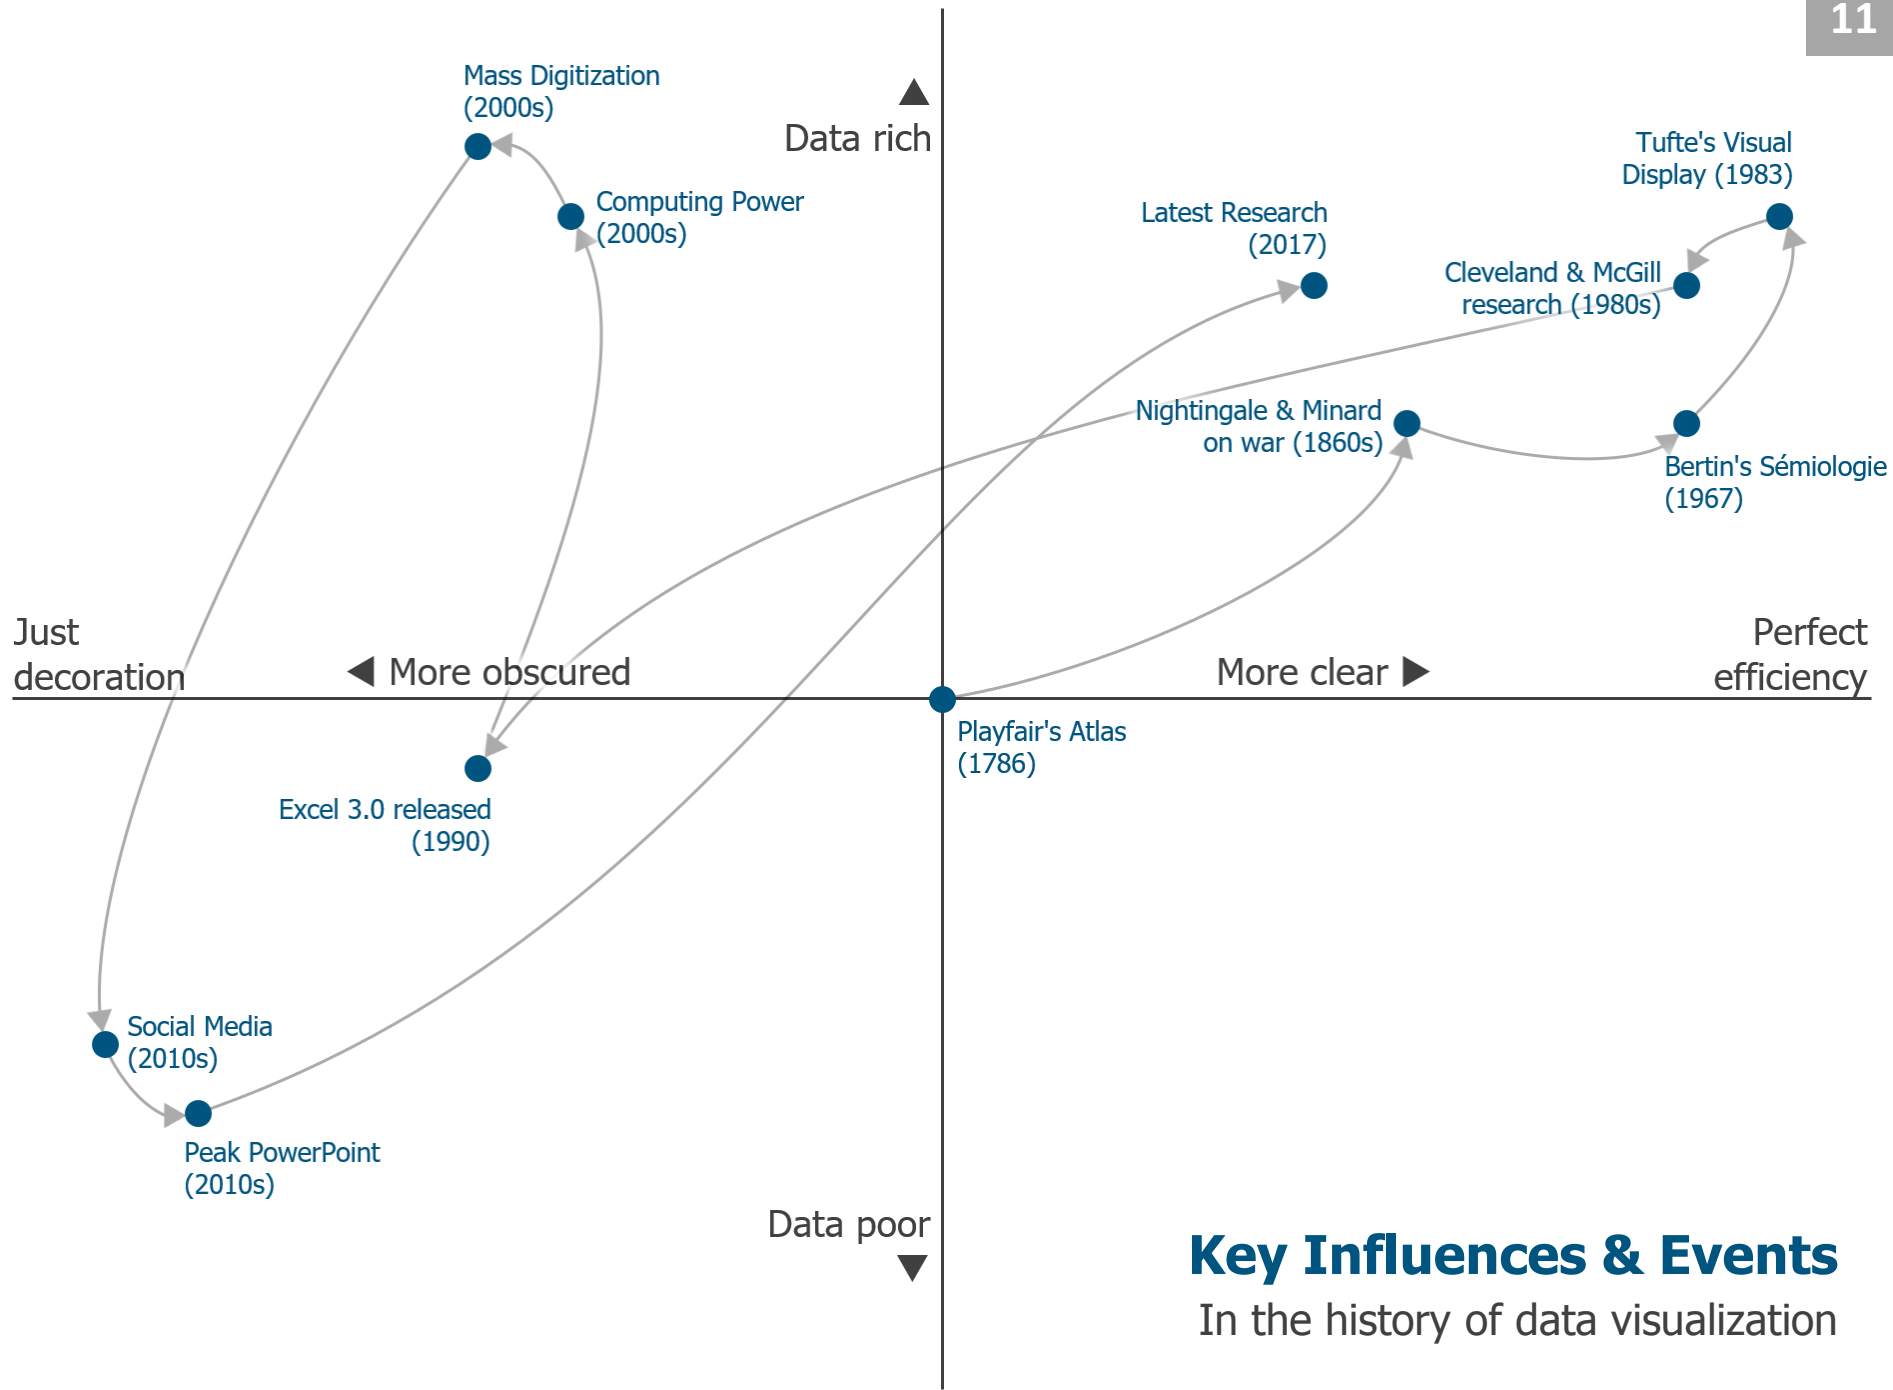 11
Mass Digitization
(2000s)
Data rich
Tufte's Visual
Display (1983)
Computing Power
(2000s)
Latest Research
(2017)
Cleveland & McGill
research (1980s)
Nightingale & Minard
on war (1860s)
Bertin's Sémiologie
(1967)
Just
decoration
More obscured
More clear
Perfect
efficiency
Playfair's Atlas
(1786)
Excel 3.0 released
(1990)
Social Media
(2010s)
Peak PowerPoint
(2010s)
Data poor
Key Influences & Events
In the history of data visualization